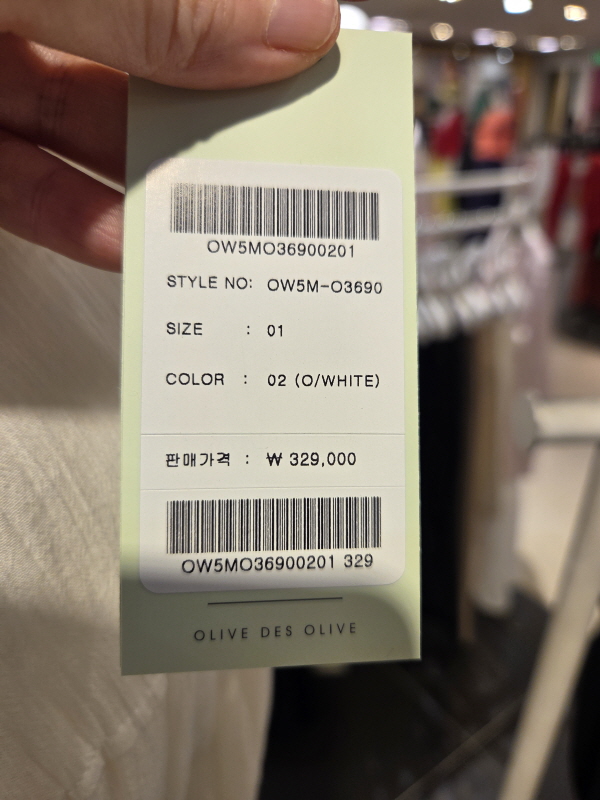 OW5MO36900201
STYLE NO: OW5M-O3690
SIZE : 01
COLOR : 02 (O/WHITE)
판매가격 : ₩ 329,000
OW5MO36900201 329
OLIVE DES OLIVE